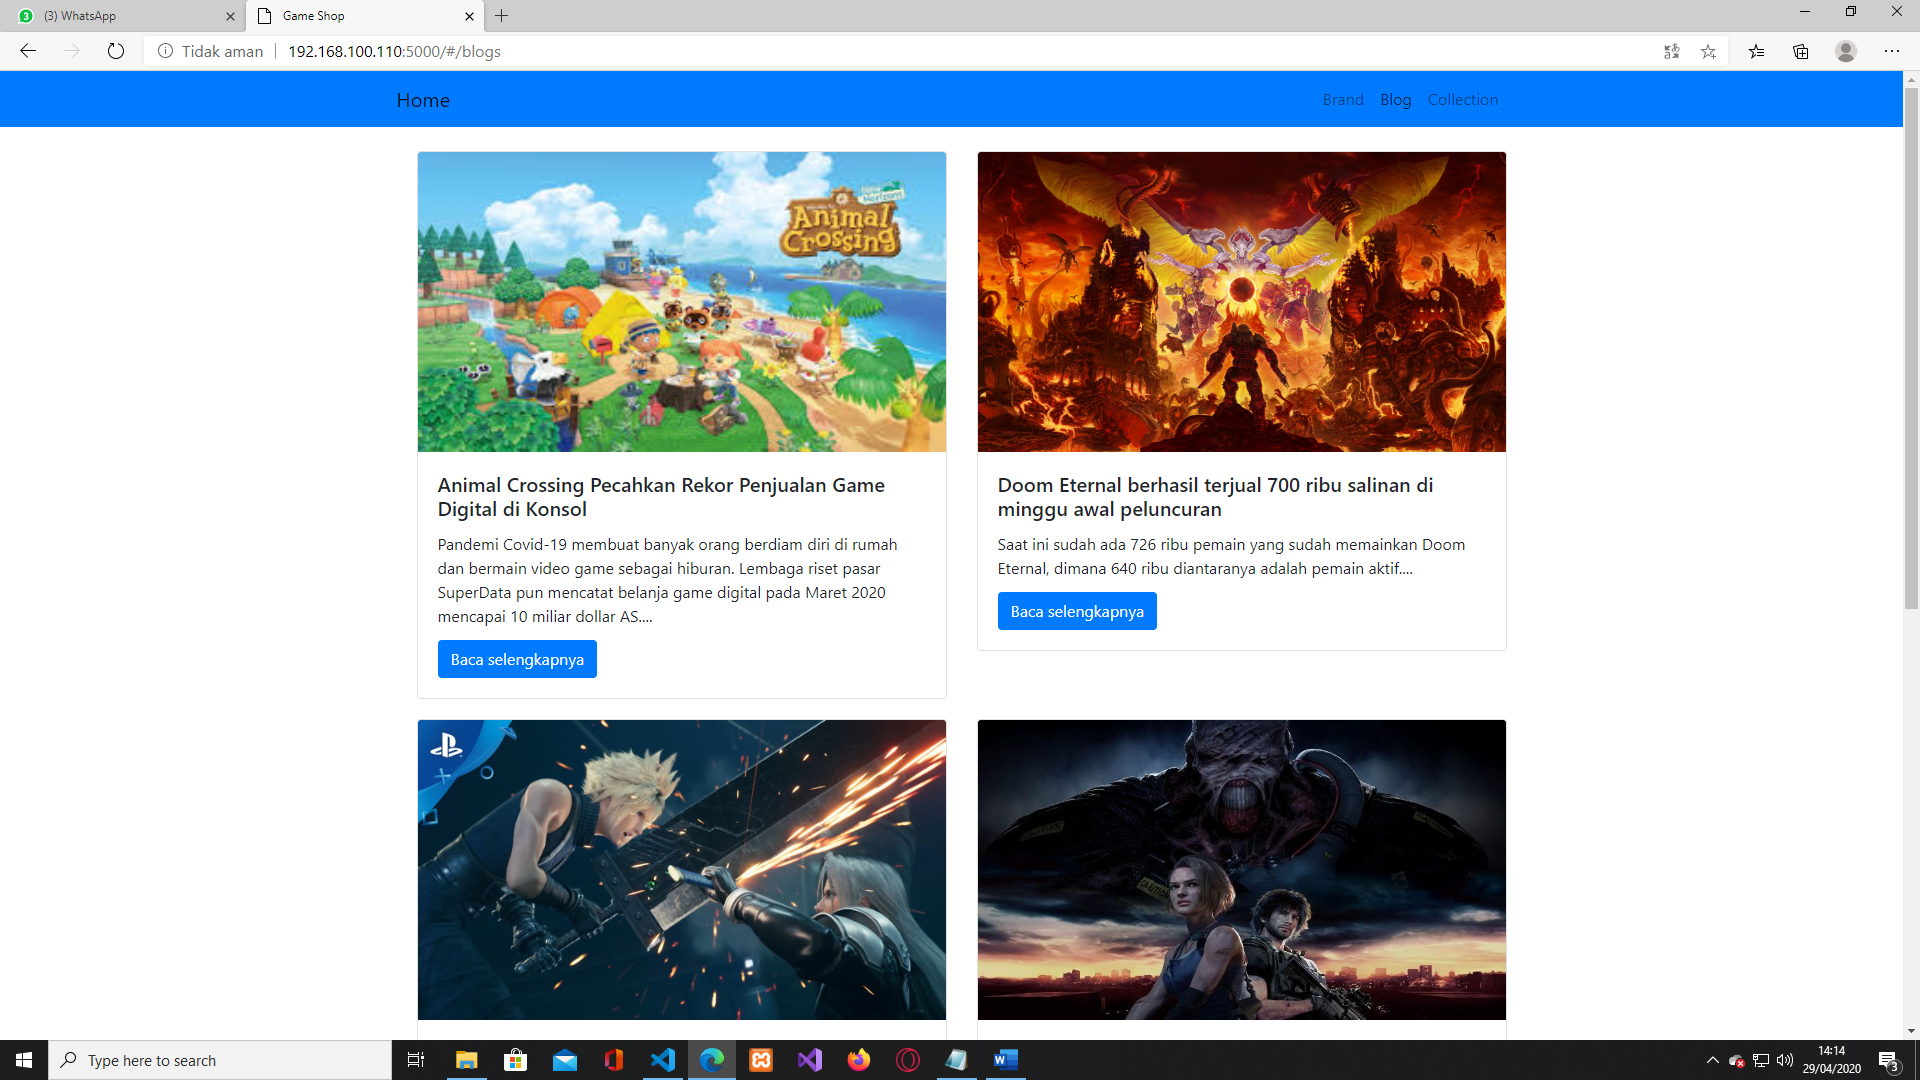 (3) WhatsApp
Game Shop
Tidak aman
192.168.100.110:5000/#/blogs
Home
Brand
Blog
Collection
Animal Crossing
Animal Crossing Pecahkan Rekor Penjualan Game
Digital di Konsol
Pandemi Covid-19 membuat banyak orang berdiam diri di rumah
dan bermain video game sebagai hiburan. Lembaga riset pasar
SuperData pun mencatat belanja game digital pada Maret 2020
mencapai 10 miliar dollar AS....
Baca selengkapnya
Doom Eternal berhasil terjual 700 ribu salinan di
minggu awal peluncuran
Saat ini sudah ada 726 ribu pemain yang sudah memainkan Doom
Eternal, dimana 640 ribu diantaranya adalah pemain aktif....
Baca selengkapnya
Type here to search
14:14
29/04/2020
3